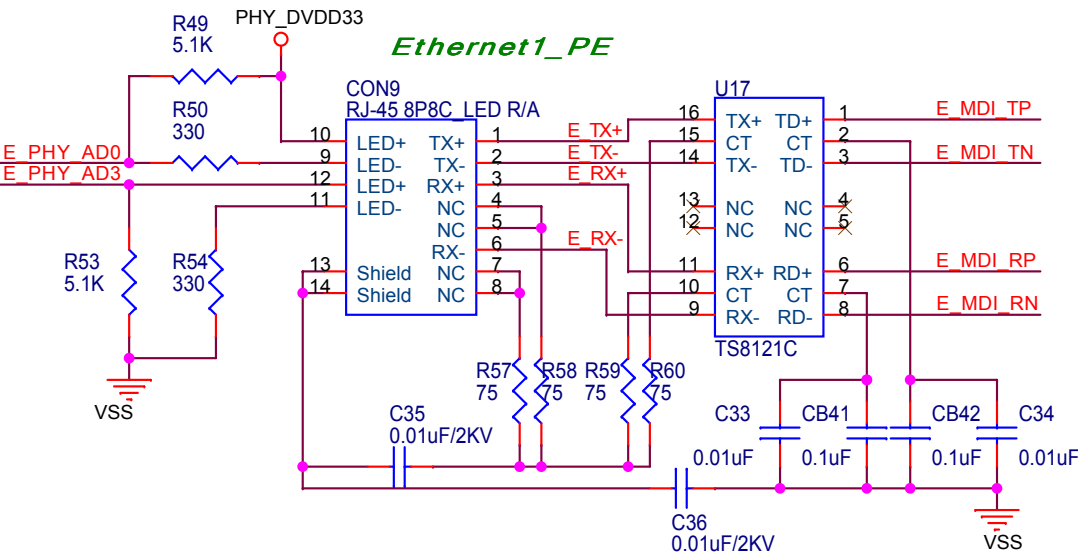 PHY_DVDD33
R49
5.1K
Ethernet1_PE
R50
330
CON9
RJ-45 8P8C_LED R/A
U17
E_PHY_AD0
E_PHY_AD3
10 LED+ TX+ 1 E_TX+
9 LED- TX- 2 E_TX-
12 LED+ RX+ 3 E_RX+
11 LED- NC 4
NC 5
RX- 6 E_RX-
13 Shield NC 7
14 Shield NC 8
16 TX+ TD+ 1 E_MDI_TP
15 CT CT 2
14 TX- TD- 3 E_MDI_TN
13 NC NC 4
12 NC NC 5
11 RX+ RD+ 6 E_MDI_RP
10 CT CT 7
9 RX- RD- 8 E_MDI_RN
TS8121C
R53
5.1K
R54
330
VSS
R57
75
R58
75
R59
75
R60
75
C35
0.01uF/2KV
C33
0.01uF
CB41
0.1uF
CB42
0.1uF
C34
0.01uF
C36
0.01uF/2KV
VSS